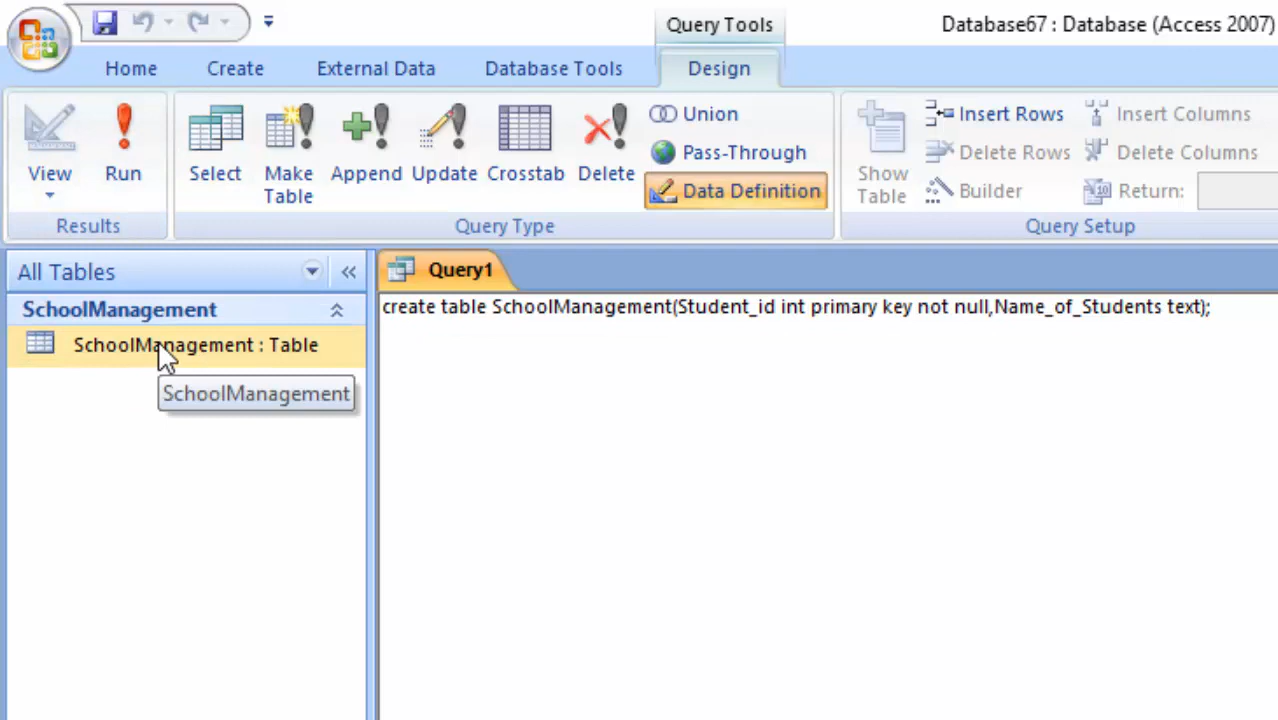 Query Tools
Database67 : Database (Access 2007)
Home Create External Data Database Tools Design
View Run
Select Make Table Append Update Crosstab Delete
Union
Pass-Through
Data Definition
Show Table
Insert Rows
Delete Rows
Builder
Insert Columns
Delete Columns
Return:
Results Query Type Query Setup
All Tables
SchoolManagement
SchoolManagement : Table
SchoolManagement
Query1
create table SchoolManagement(Student_id int primary key not null,Name_of_Students text);